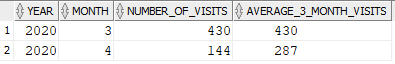 YEAR MONTH NUMBER_OF_VISITS AVERAGE_3_MONTH_VISITS
1 2020 3 430 430
2 2020 4 144 287